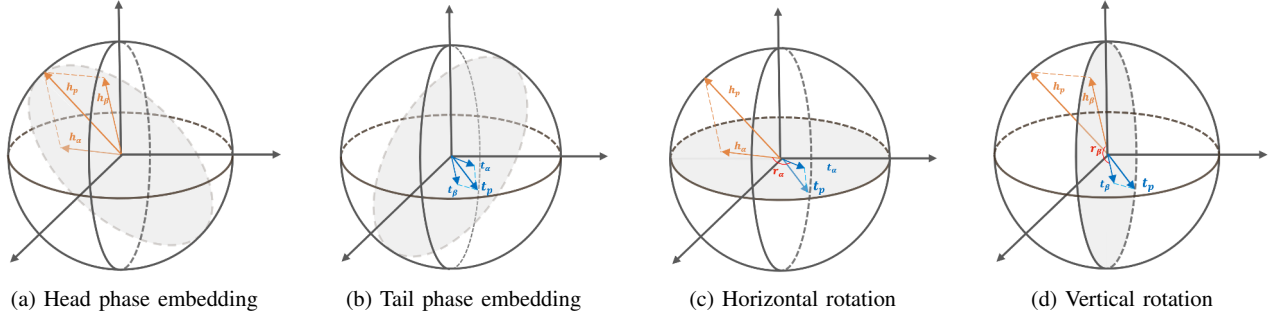 h_p h_β h_α
t_α t_β t_p
h_p h_α r_α t_α t_p
h_p h_β r_β t_β t_p
(a) Head phase embedding
(b) Tail phase embedding
(c) Horizontal rotation
(d) Vertical rotation